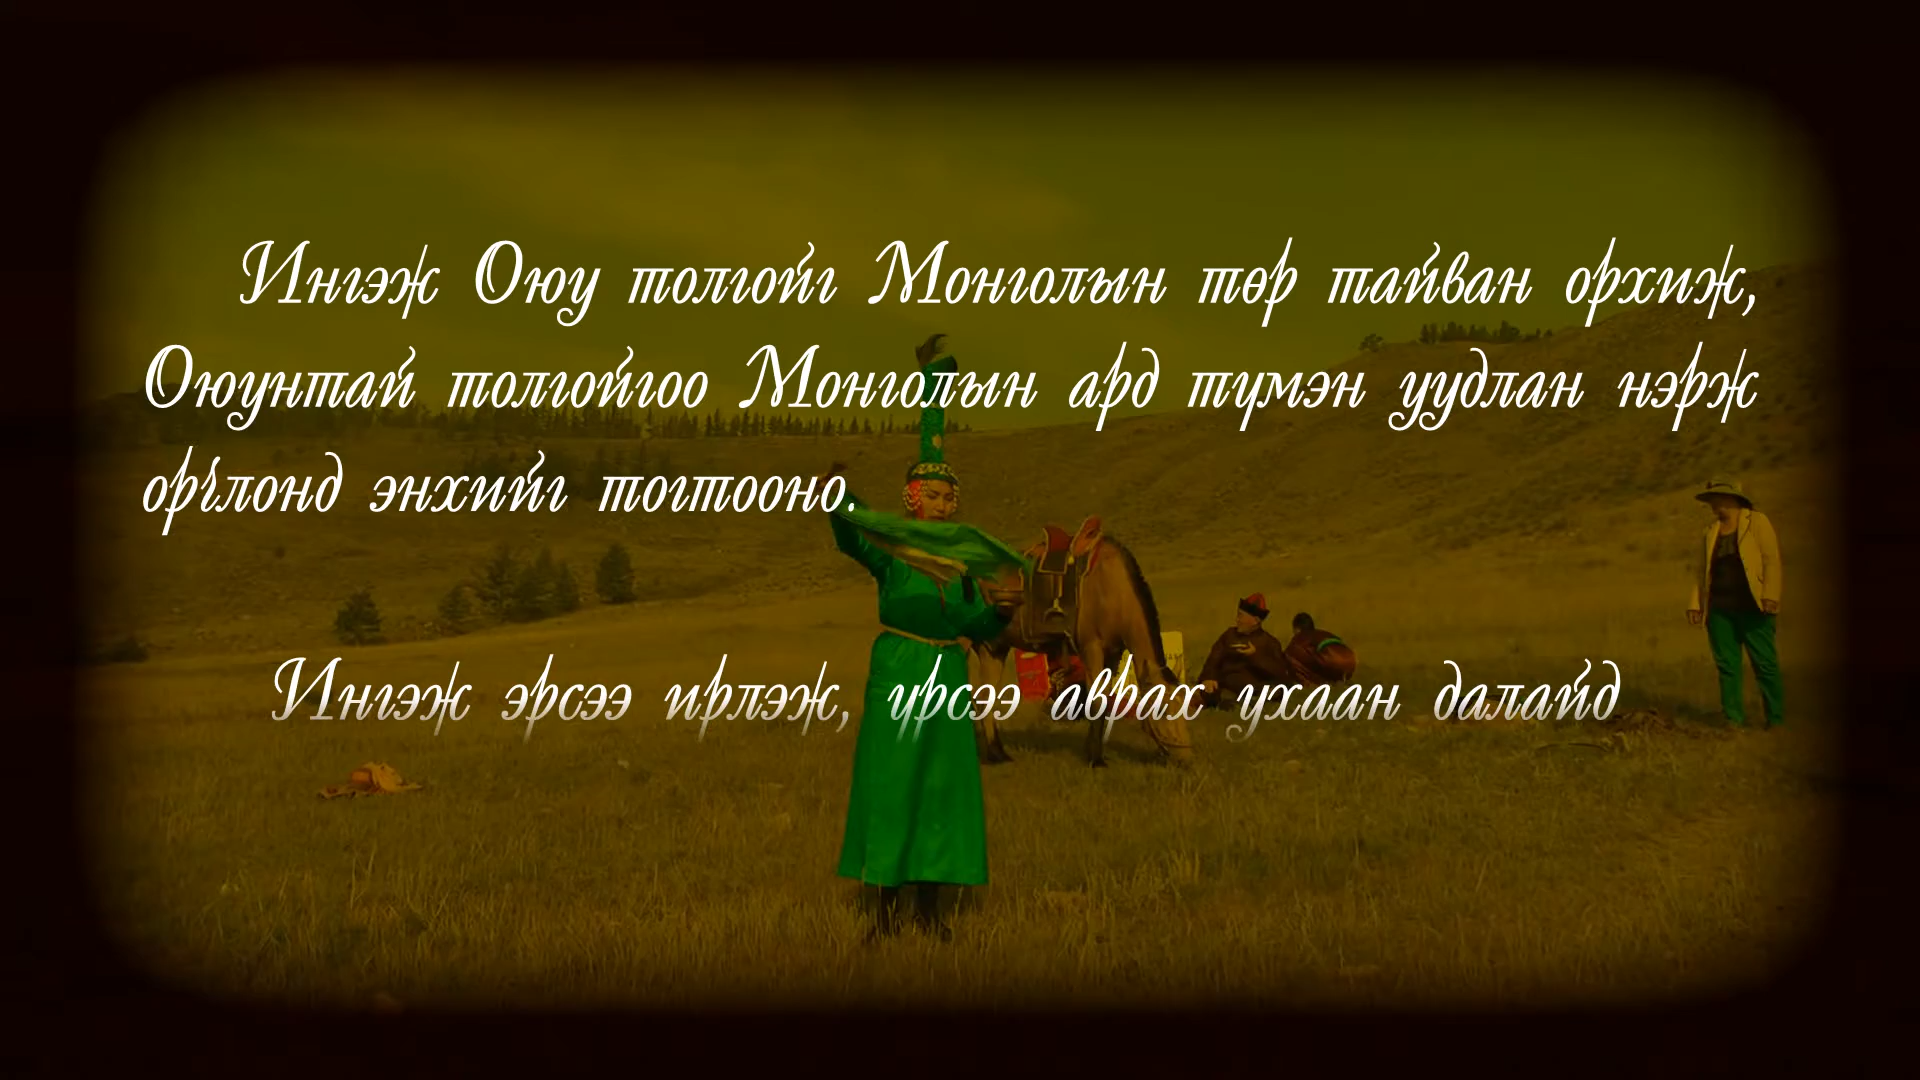 Ингэж Оюу толгойг Монголын төр тайван орхиж,
Оюунтай толгойгоо Монголын ард түмэн уудлан нэрж
орчлонд энхийг тогтооно.
Ингэж эрсээ ирлэж, үрсээ аврах ухаан далайд